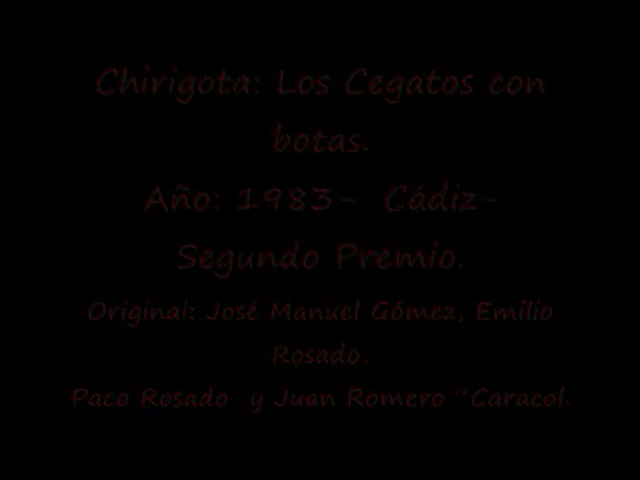 Chirigota: Los Cegatos con
botas.
Año: 1983- Cádiz-
Segundo Premio.
Original: José Manuel Gómez, Emilio
Rosado.
Paco Rosado y Juan Romero "Caracol.